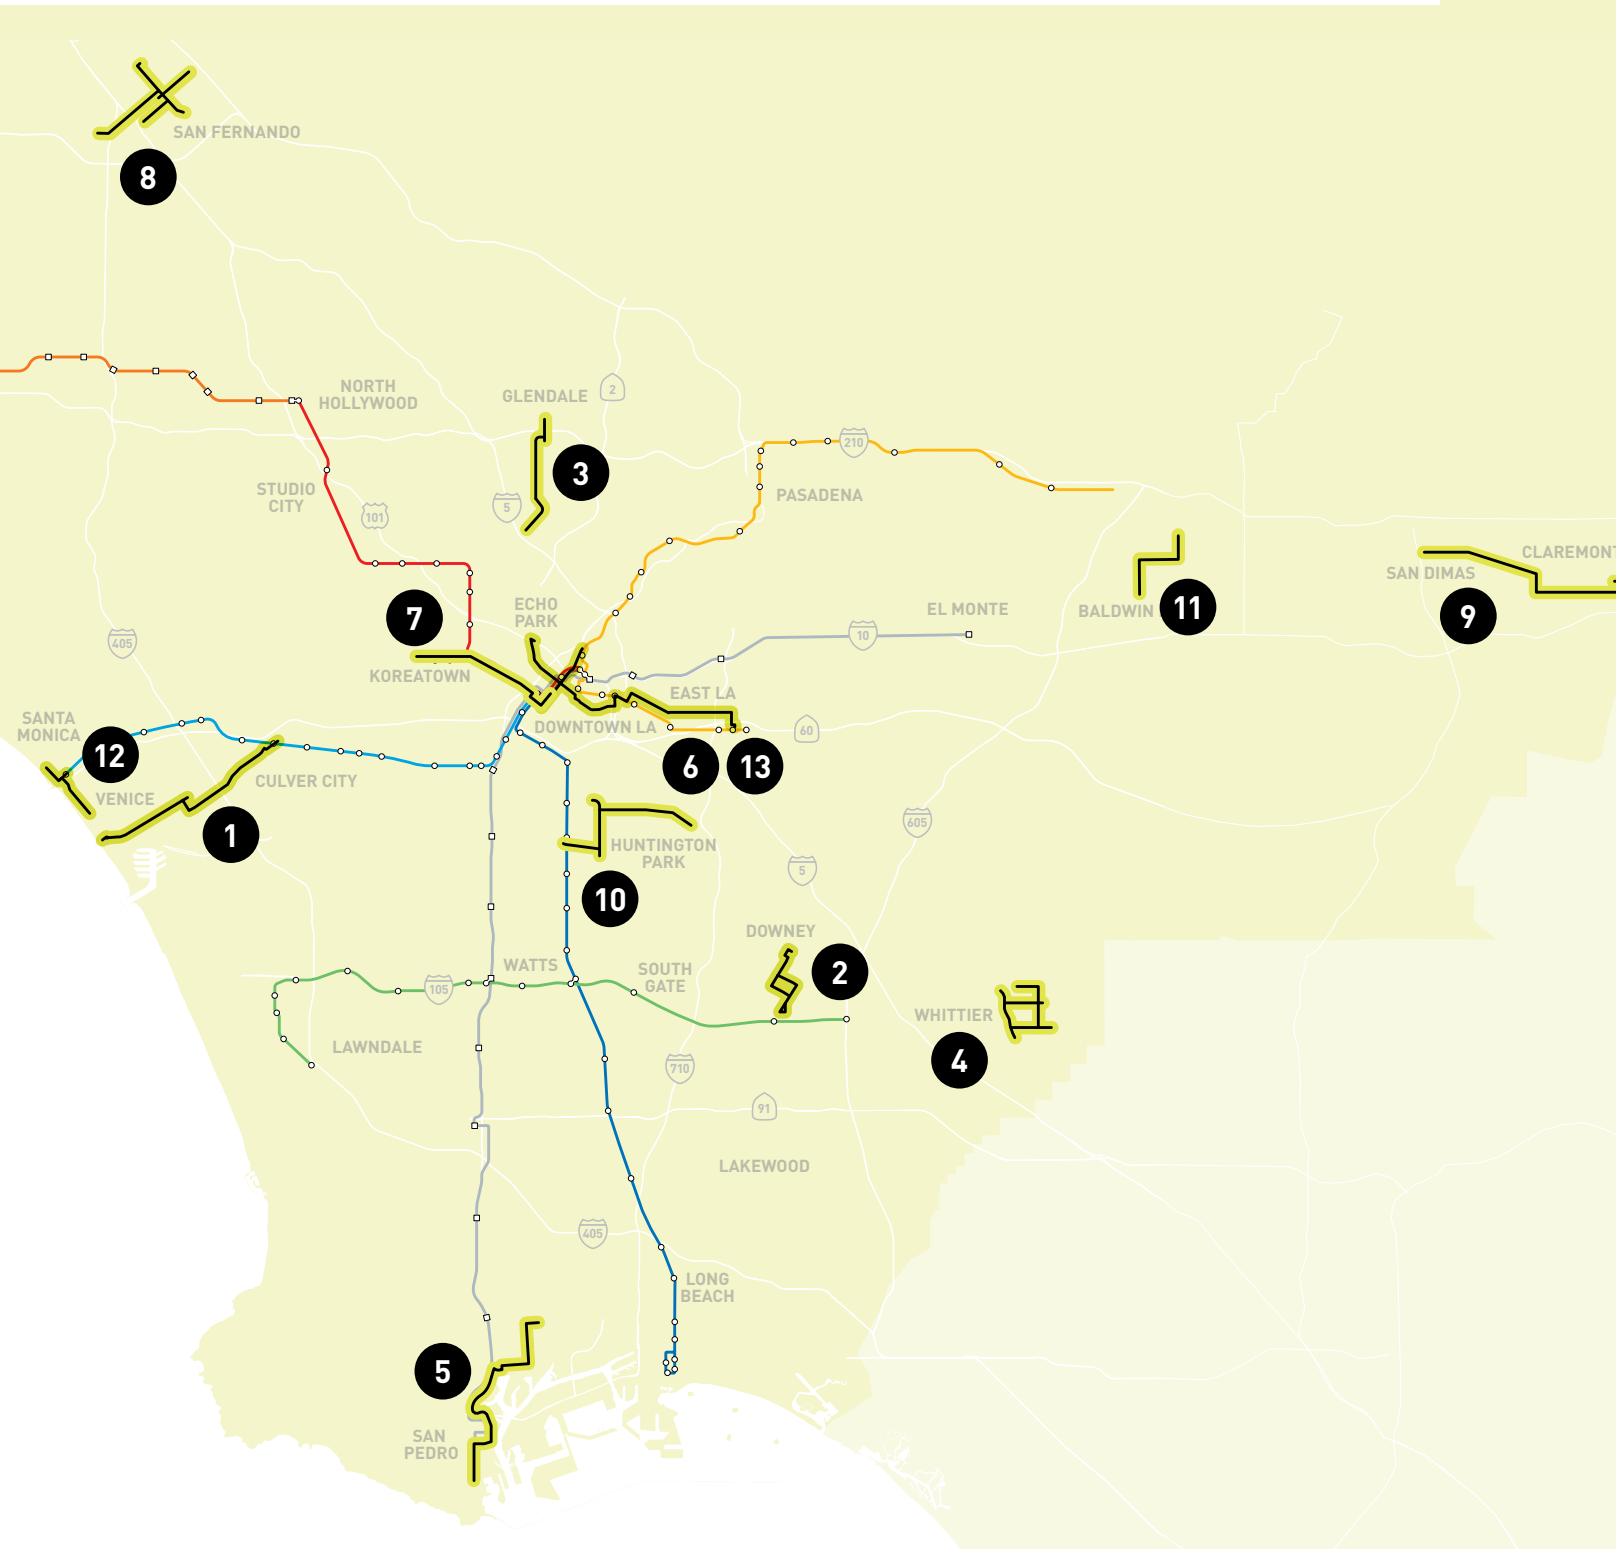 SAN FERNANDO
8
NORTH
HOLLYWOOD
GLENDALE
2
3
210
STUDIO
CITY
101
5
PASADENA
CLAREMONT
SAN DIMAS
9
7
ECHO
PARK
EL MONTE
BALDWIN
11
405
10
KOREATOWN
EAST LA
SANTA
MONICA
12
DOWNTOWN LA
60
6
13
CULVER CITY
VENICE
1
605
HUNTINGTON
PARK
5
10
DOWNEY
2
WATTS
SOUTH
GATE
105
WHITTIER
4
LAWNDALE
710
91
LAKEWOOD
405
LONG
BEACH
5
SAN
PEDRO